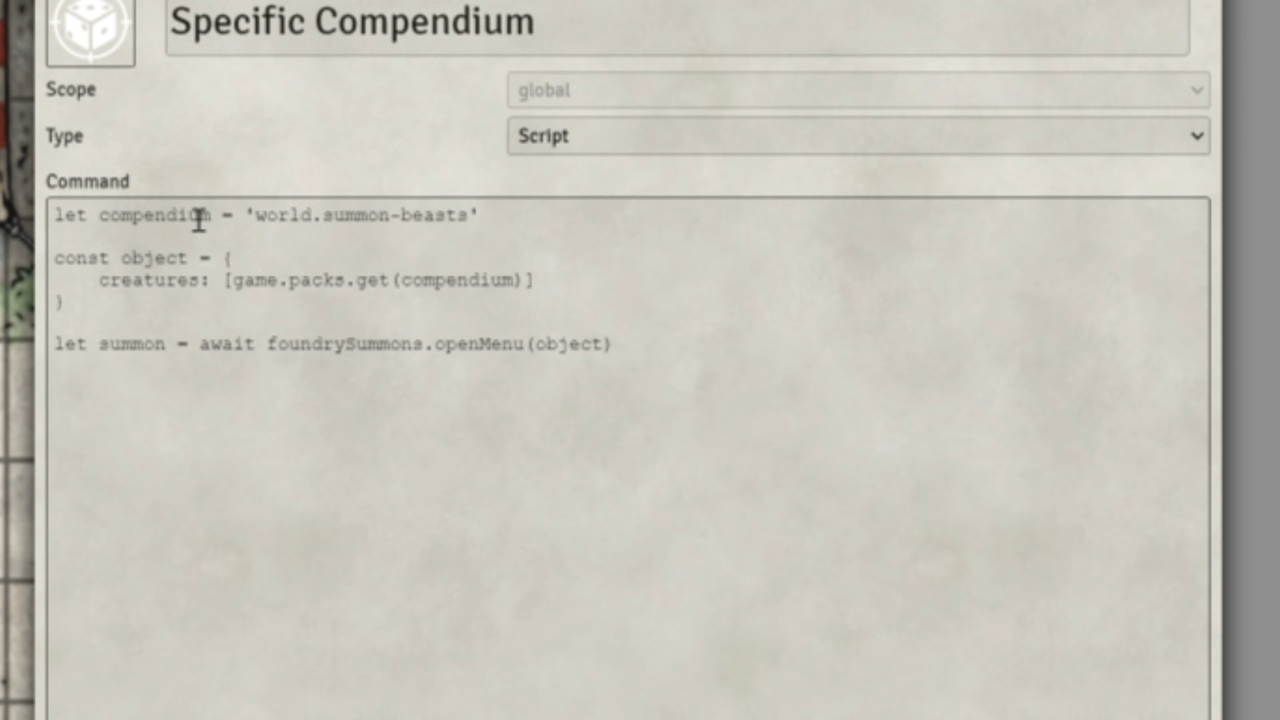 Specific Compendium
Scope
global
Type
Script
Command
let compendium = 'world.summon-beasts'
const object = {
    creatures: [game.packs.get(compendium)]
}
let summon = await foundrySummons.openMenu(object)